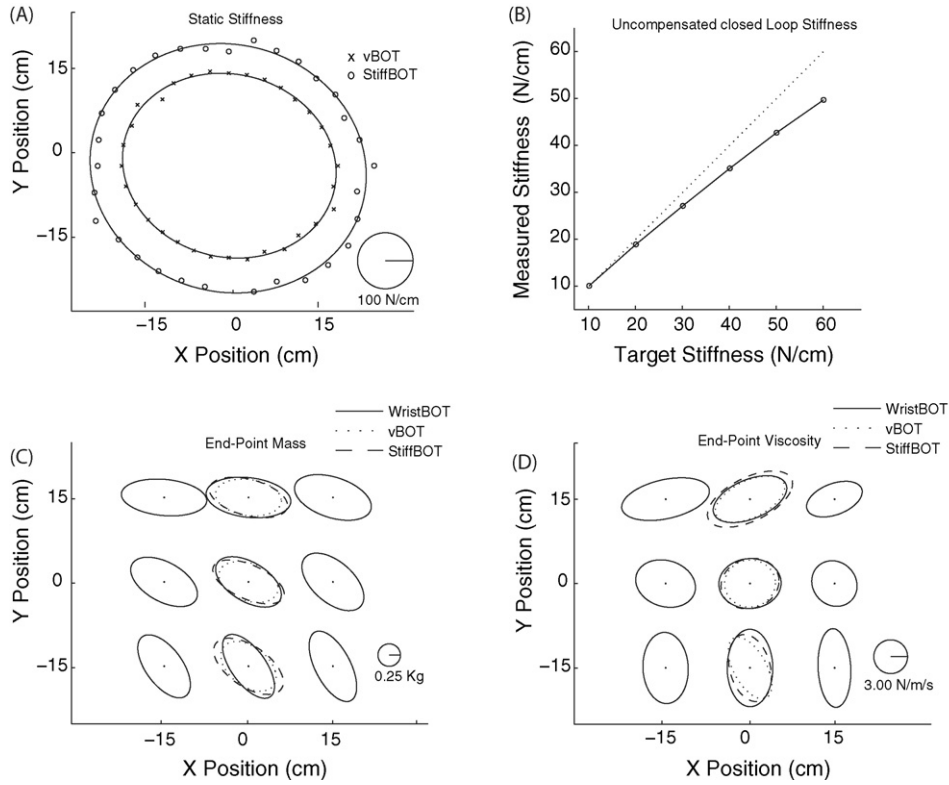 (A)
Static Stiffness
vBOT
StiffBOT
15
0
−15
Y Position (cm)
100 N/cm
−15
0
15
X Position (cm)
(B)
Uncompensated closed Loop Stiffness
60
50
40
30
20
10
Measured Stiffness (N/cm)
10
20
30
40
50
60
Target Stiffness (N/cm)
(C)
End-Point Mass
WristBOT
vBOT
StiffBOT
15
0
−15
Y Position (cm)
0.25 Kg
−15
0
15
X Position (cm)
(D)
End-Point Viscosity
WristBOT
vBOT
StiffBOT
15
0
−15
Y Position (cm)
3.00 N/m/s
−15
0
15
X Position (cm)